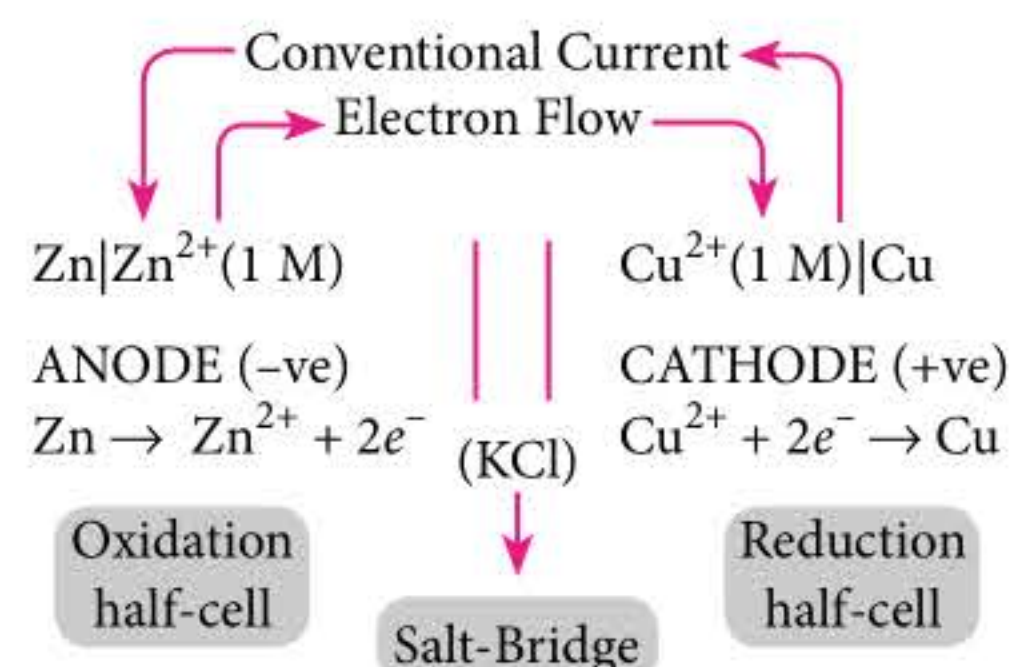 Conventional Current
Electron Flow
Zn|Zn²⁺(1 M)
Cu²⁺(1 M)|Cu
ANODE (–ve)
CATHODE (+ve)
Zn → Zn²⁺ + 2e⁻
(KCl)
Cu²⁺ + 2e⁻ → Cu
Oxidation
half-cell
Reduction
half-cell
Salt-Bridge